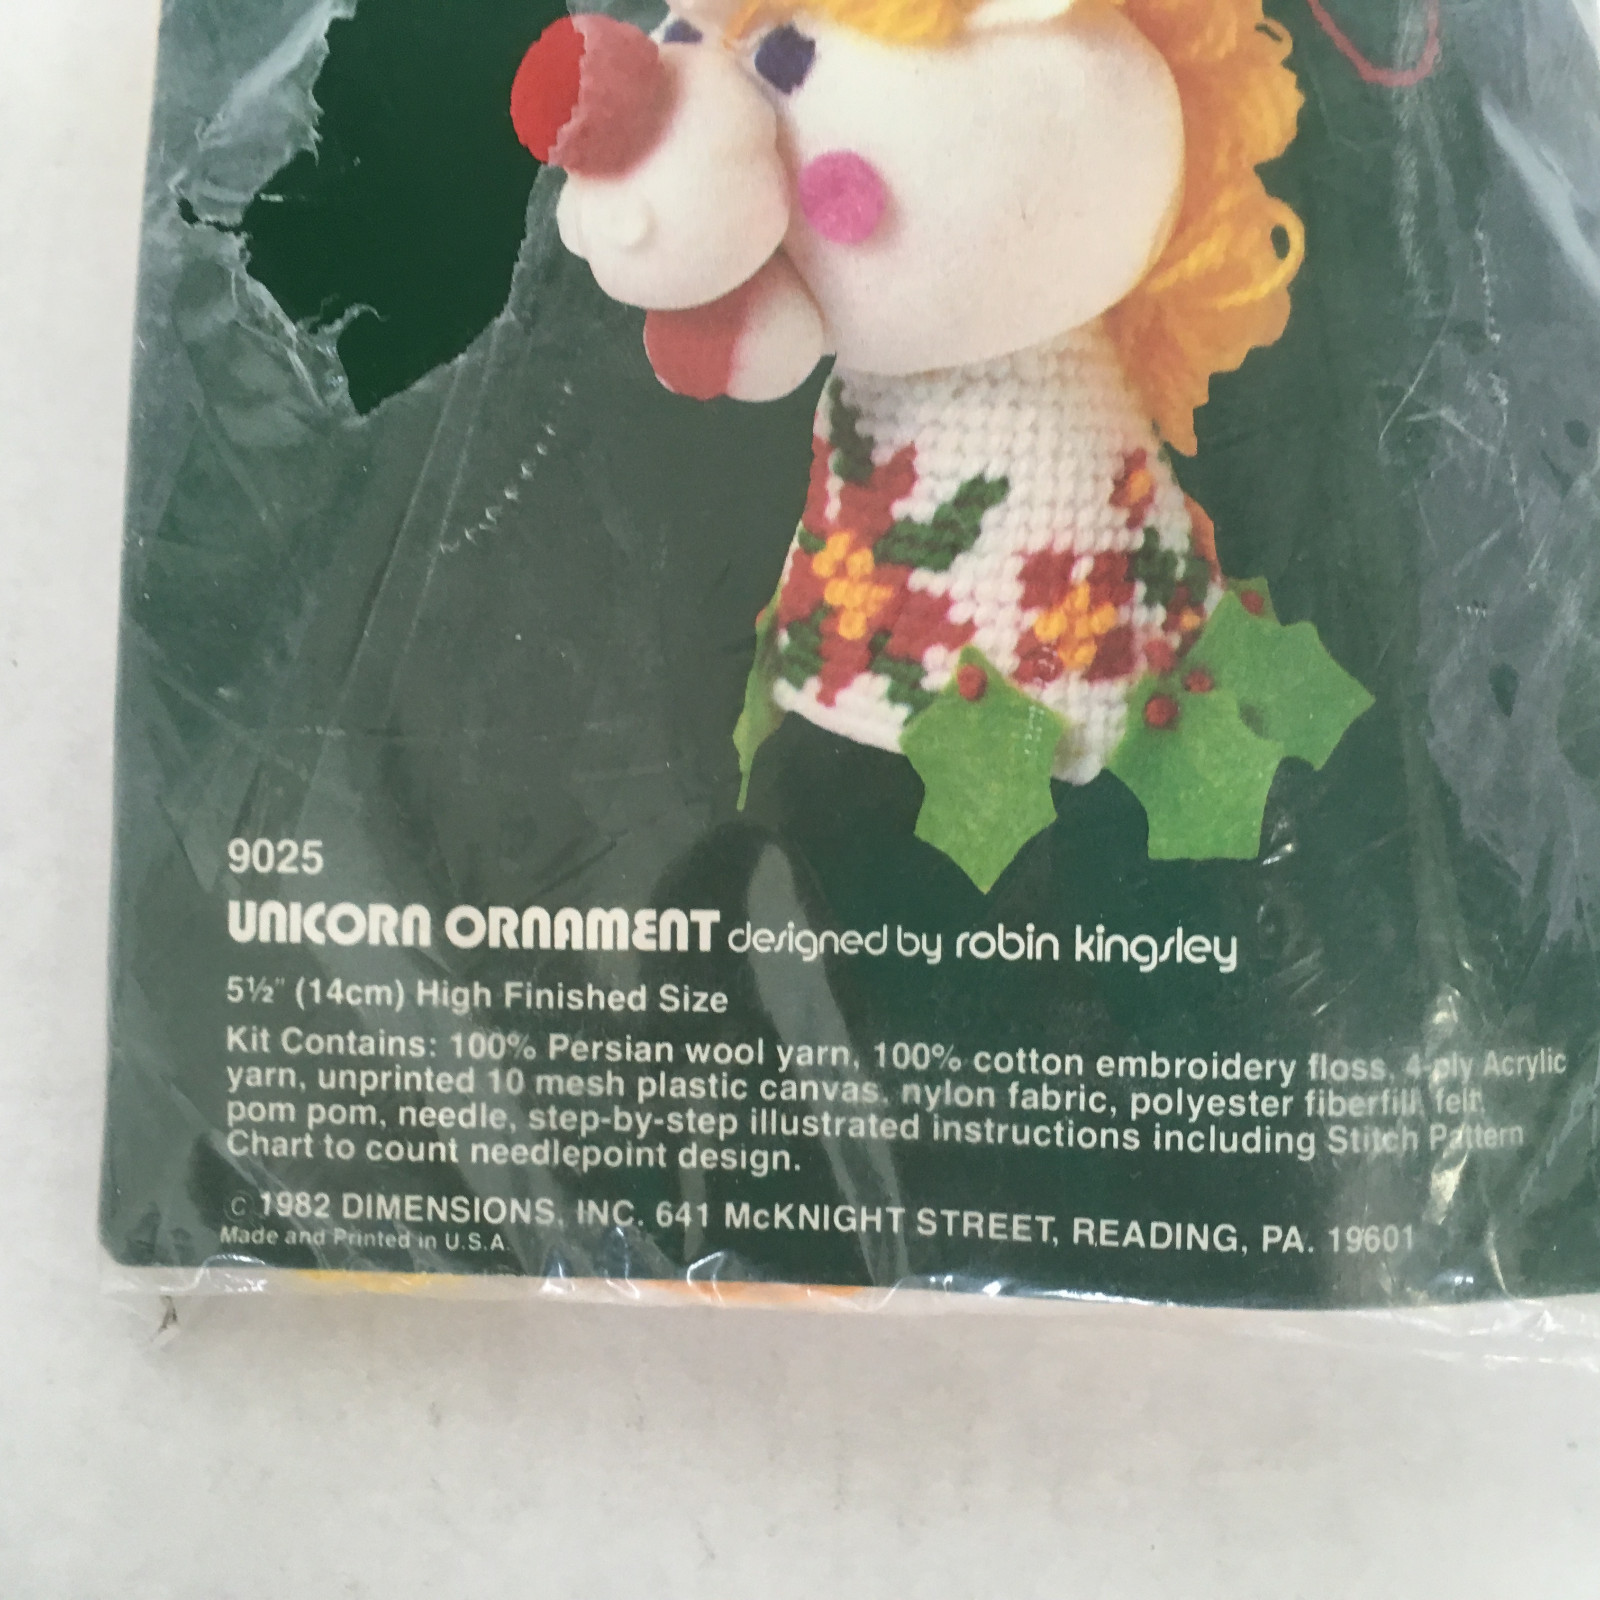 9025
UNICORN ORNAMENT designed by robin kingsley
5½" (14cm) High Finished Size
Kit Contains: 100% Persian wool yarn, 100% cotton embroidery floss, 4-ply Acrylic
yarn, unprinted 10 mesh plastic canvas, nylon fabric, polyester fiberfill, felt,
pom pom, needle, step-by-step illustrated instructions including Stitch Pattern
Chart to count needlepoint design.
© 1982 DIMENSIONS, INC. 641 McKNIGHT STREET, READING, PA. 19601
Made and Printed in U.S.A.